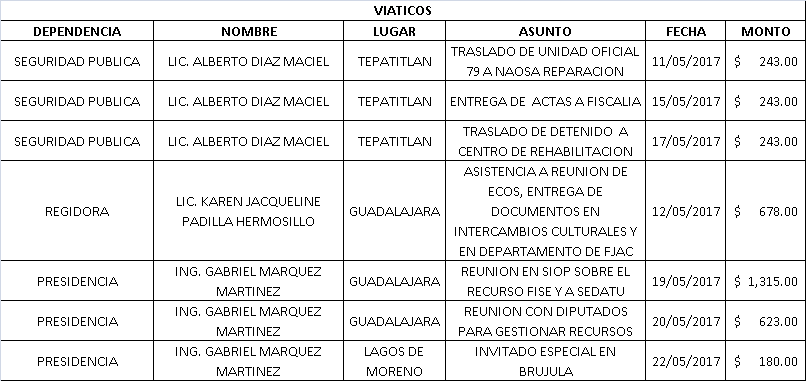 VIATICOS
DEPENDENCIA NOMBRE LUGAR ASUNTO FECHA MONTO
SEGURIDAD PUBLICA LIC. ALBERTO DIAZ MACIEL TEPATITLAN TRASLADO DE UNIDAD OFICIAL
79 A NAOSA REPARACION 11/05/2017 $ 243.00
SEGURIDAD PUBLICA LIC. ALBERTO DIAZ MACIEL TEPATITLAN ENTREGA DE ACTAS A FISCALIA 15/05/2017 $ 243.00
SEGURIDAD PUBLICA LIC. ALBERTO DIAZ MACIEL TEPATITLAN TRASLADO DE DETENIDO A
CENTRO DE REHABILITACION 17/05/2017 $ 243.00
REGIDORA LIC. KAREN JACQUELINE
PADILLA HERMOSILLO GUADALAJARA ASISTENCIA A REUNION DE
ECOS, ENTREGA DE
DOCUMENTOS EN
INTERCAMBIOS CULTURALES Y
EN DEPARTAMENTO DE FJAC 12/05/2017 $ 678.00
PRESIDENCIA ING. GABRIEL MARQUEZ
MARTINEZ GUADALAJARA REUNION EN SIOP SOBRE EL
RECURSO FISE Y A SEDATU 19/05/2017 $ 1,315.00
PRESIDENCIA ING. GABRIEL MARQUEZ
MARTINEZ GUADALAJARA REUNION CON DIPUTADOS
PARA GESTIONAR RECURSOS 20/05/2017 $ 623.00
PRESIDENCIA ING. GABRIEL MARQUEZ
MARTINEZ LAGOS DE
MORENO INVITADO ESPECIAL EN
BRUJULA 22/05/2017 $ 180.00